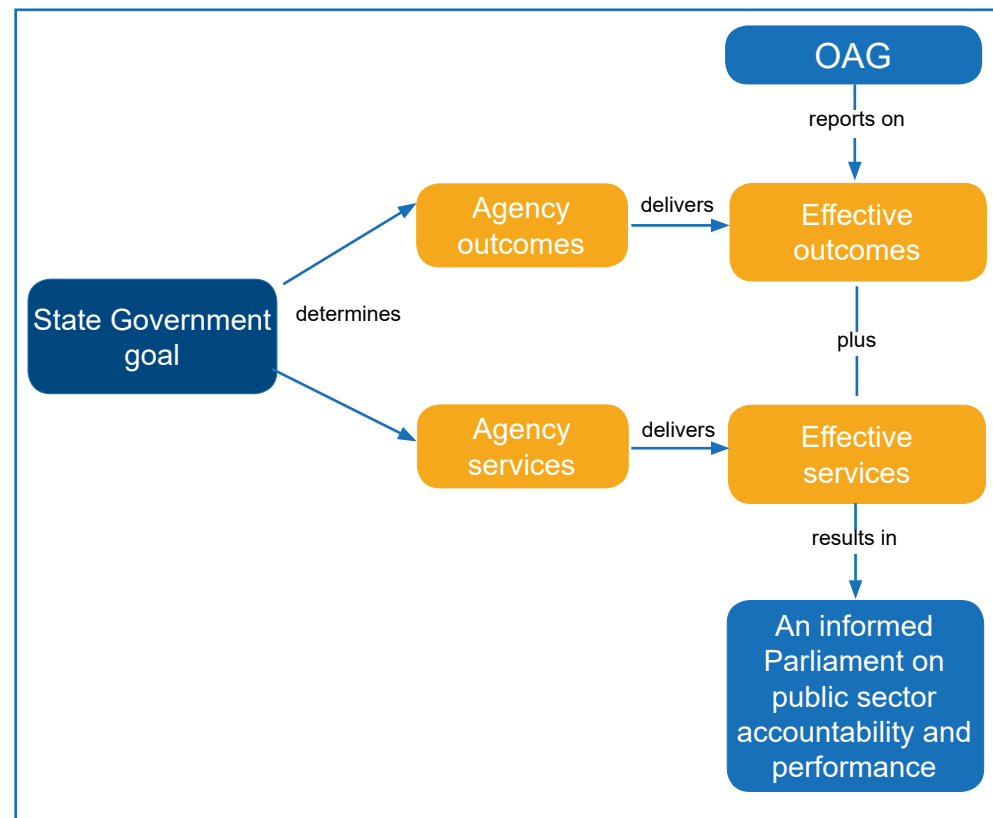 OAG
reports on
Agency
outcomes
delivers
Effective
outcomes
State Government
goal
determines
plus
Agency
services
delivers
Effective
services
results in
An informed
Parliament on
public sector
accountability and
performance